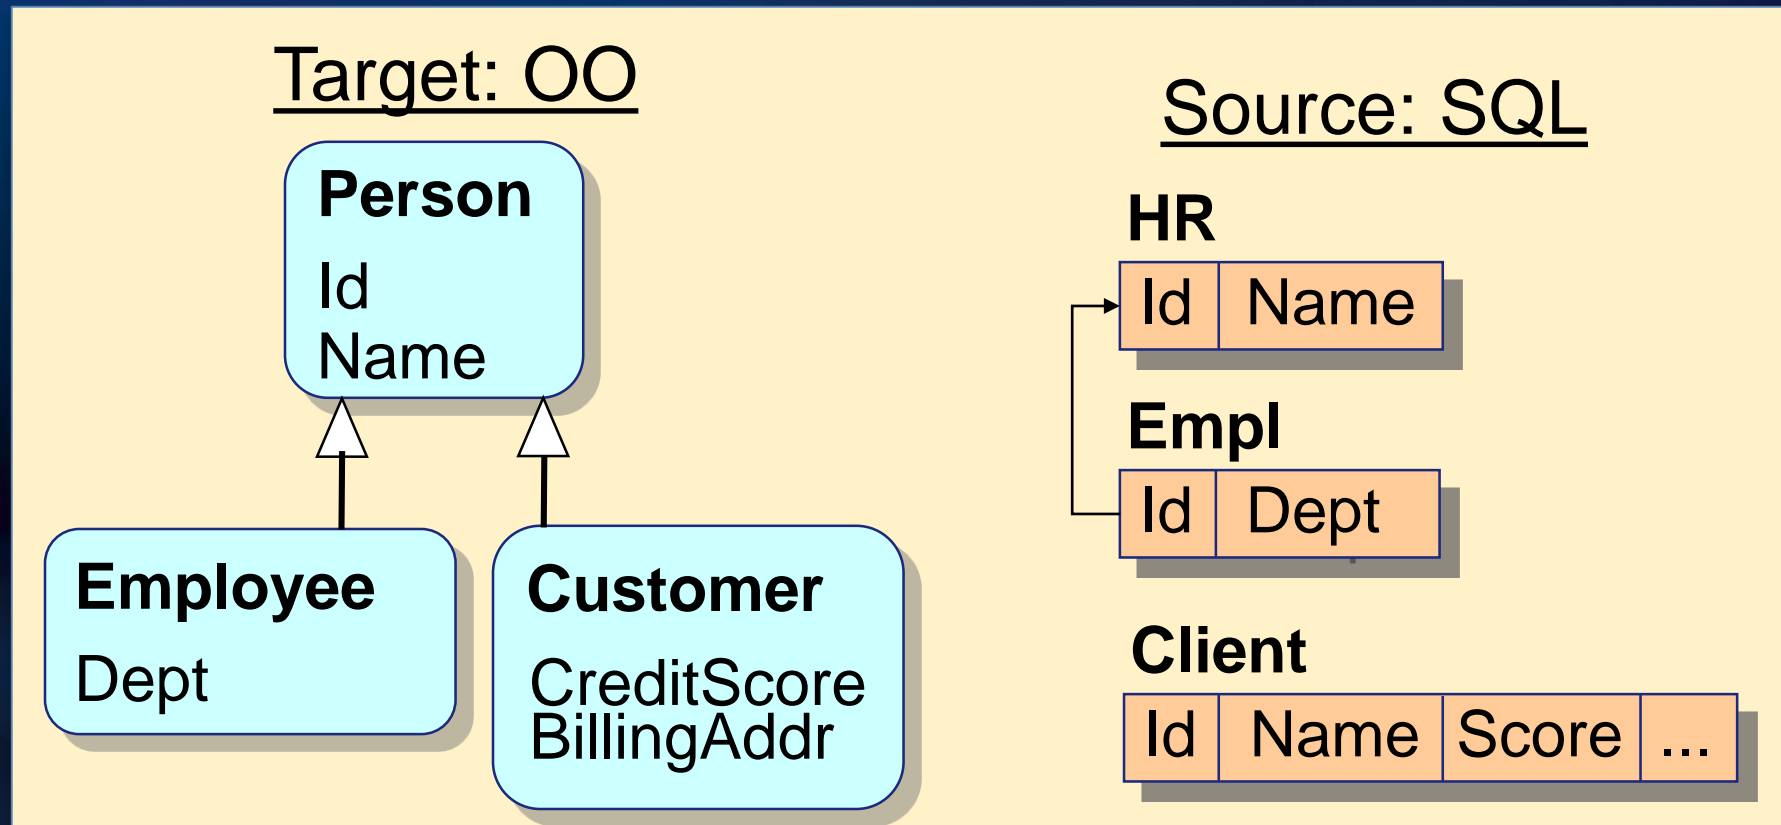 Target: OO
Person
Id
Name
Employee
Dept
Customer
CreditScore
BillingAddr
Source: SQL
HR
Id Name
Empl
Id Dept
Client
Id Name Score ...